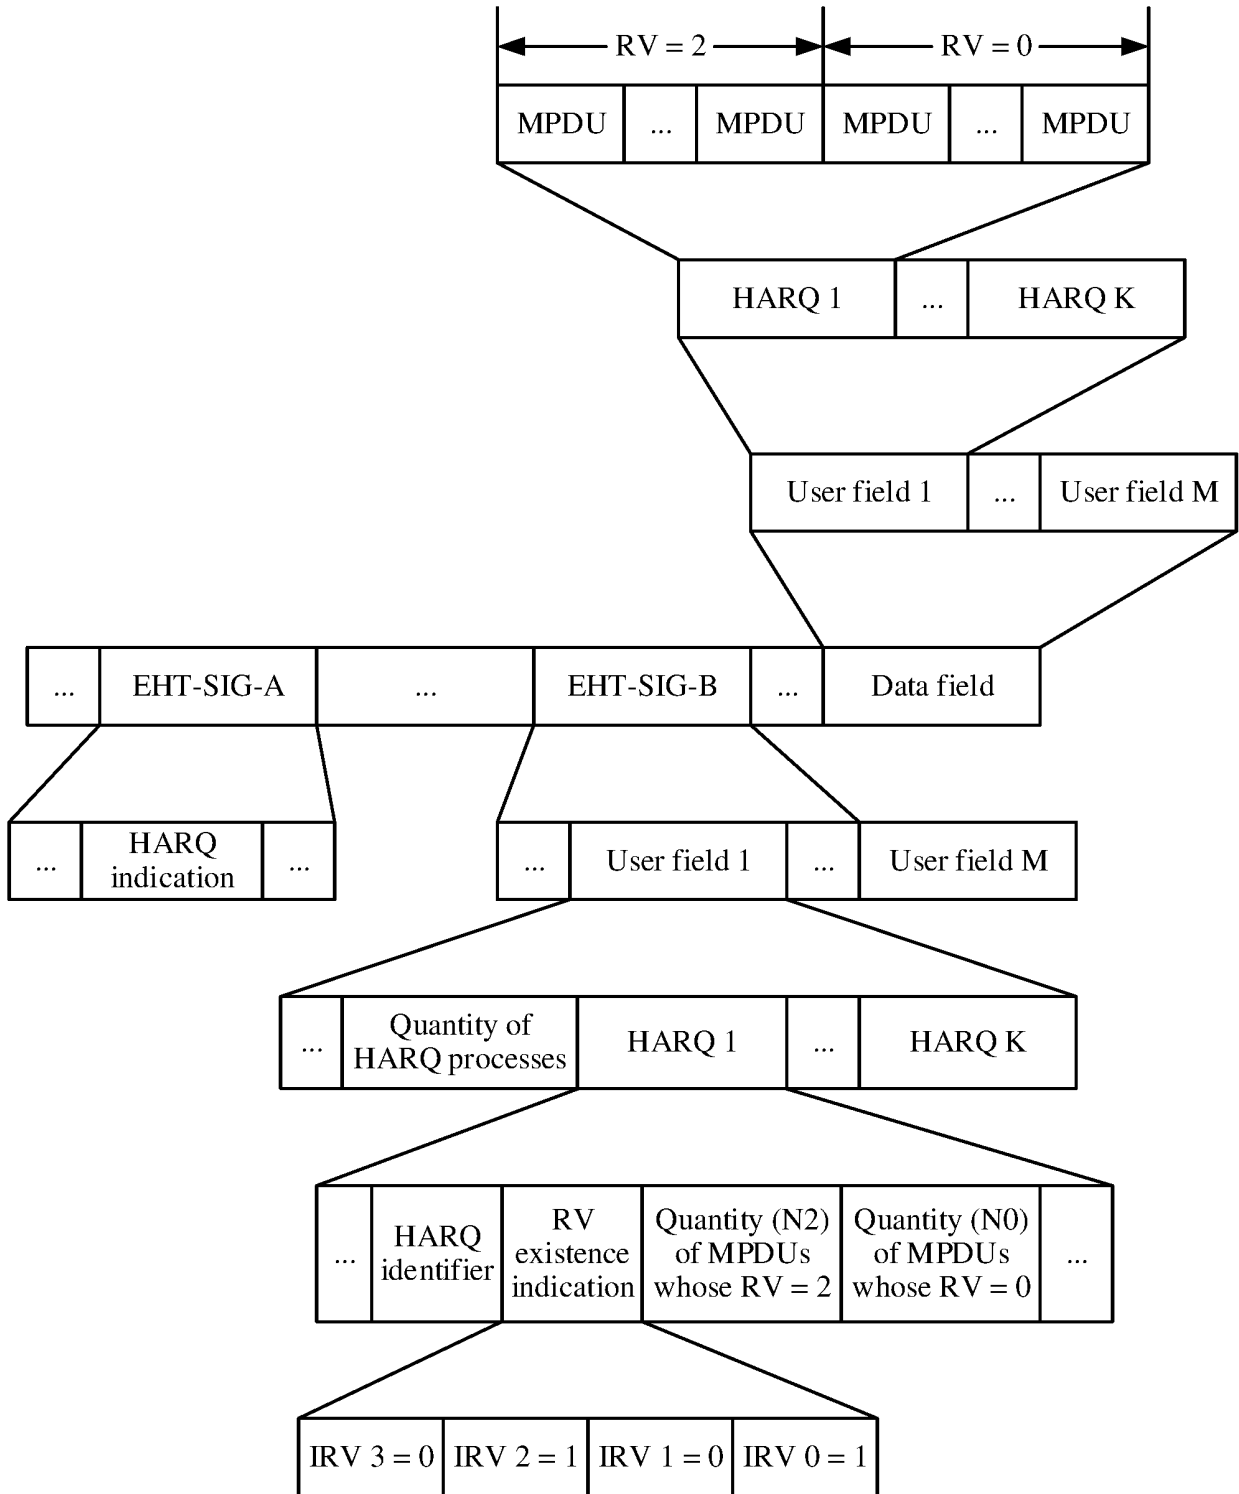 RV = 2 RV = 0
MPDU ... MPDU MPDU ... MPDU
HARQ 1 ... HARQ K
User field 1 ... User field M
... EHT-SIG-A ... EHT-SIG-B ... Data field
... HARQ indication ... ... User field 1 ... User field M
... Quantity of HARQ processes HARQ 1 ... HARQ K
... HARQ identifier RV existence indication Quantity (N2) of MPDUs whose RV = 2 Quantity (N0) of MPDUs whose RV = 0 ...
IRV 3 = 0 IRV 2 = 1 IRV 1 = 0 IRV 0 = 1